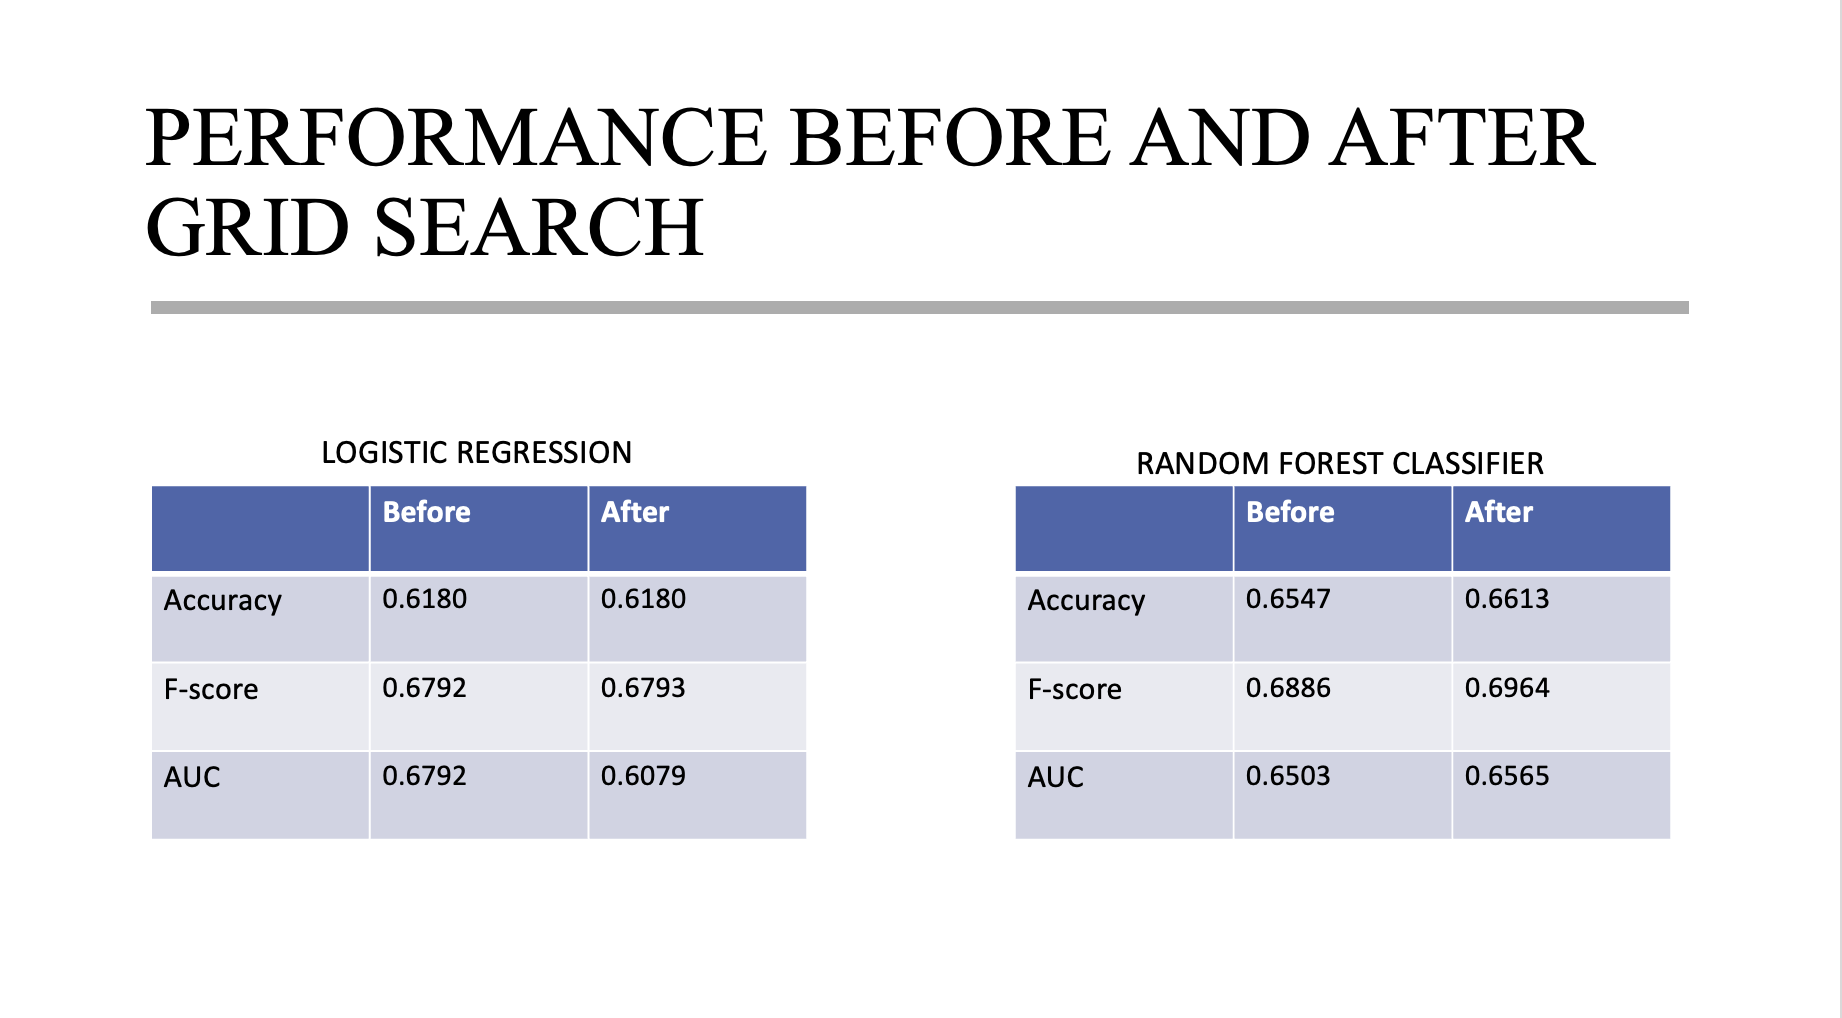 PERFORMANCE BEFORE AND AFTER
GRID SEARCH
LOGISTIC REGRESSION
Before After
Accuracy 0.6180 0.6180
F-score 0.6792 0.6793
AUC 0.6792 0.6079
RANDOM FOREST CLASSIFIER
Before After
Accuracy 0.6547 0.6613
F-score 0.6886 0.6964
AUC 0.6503 0.6565